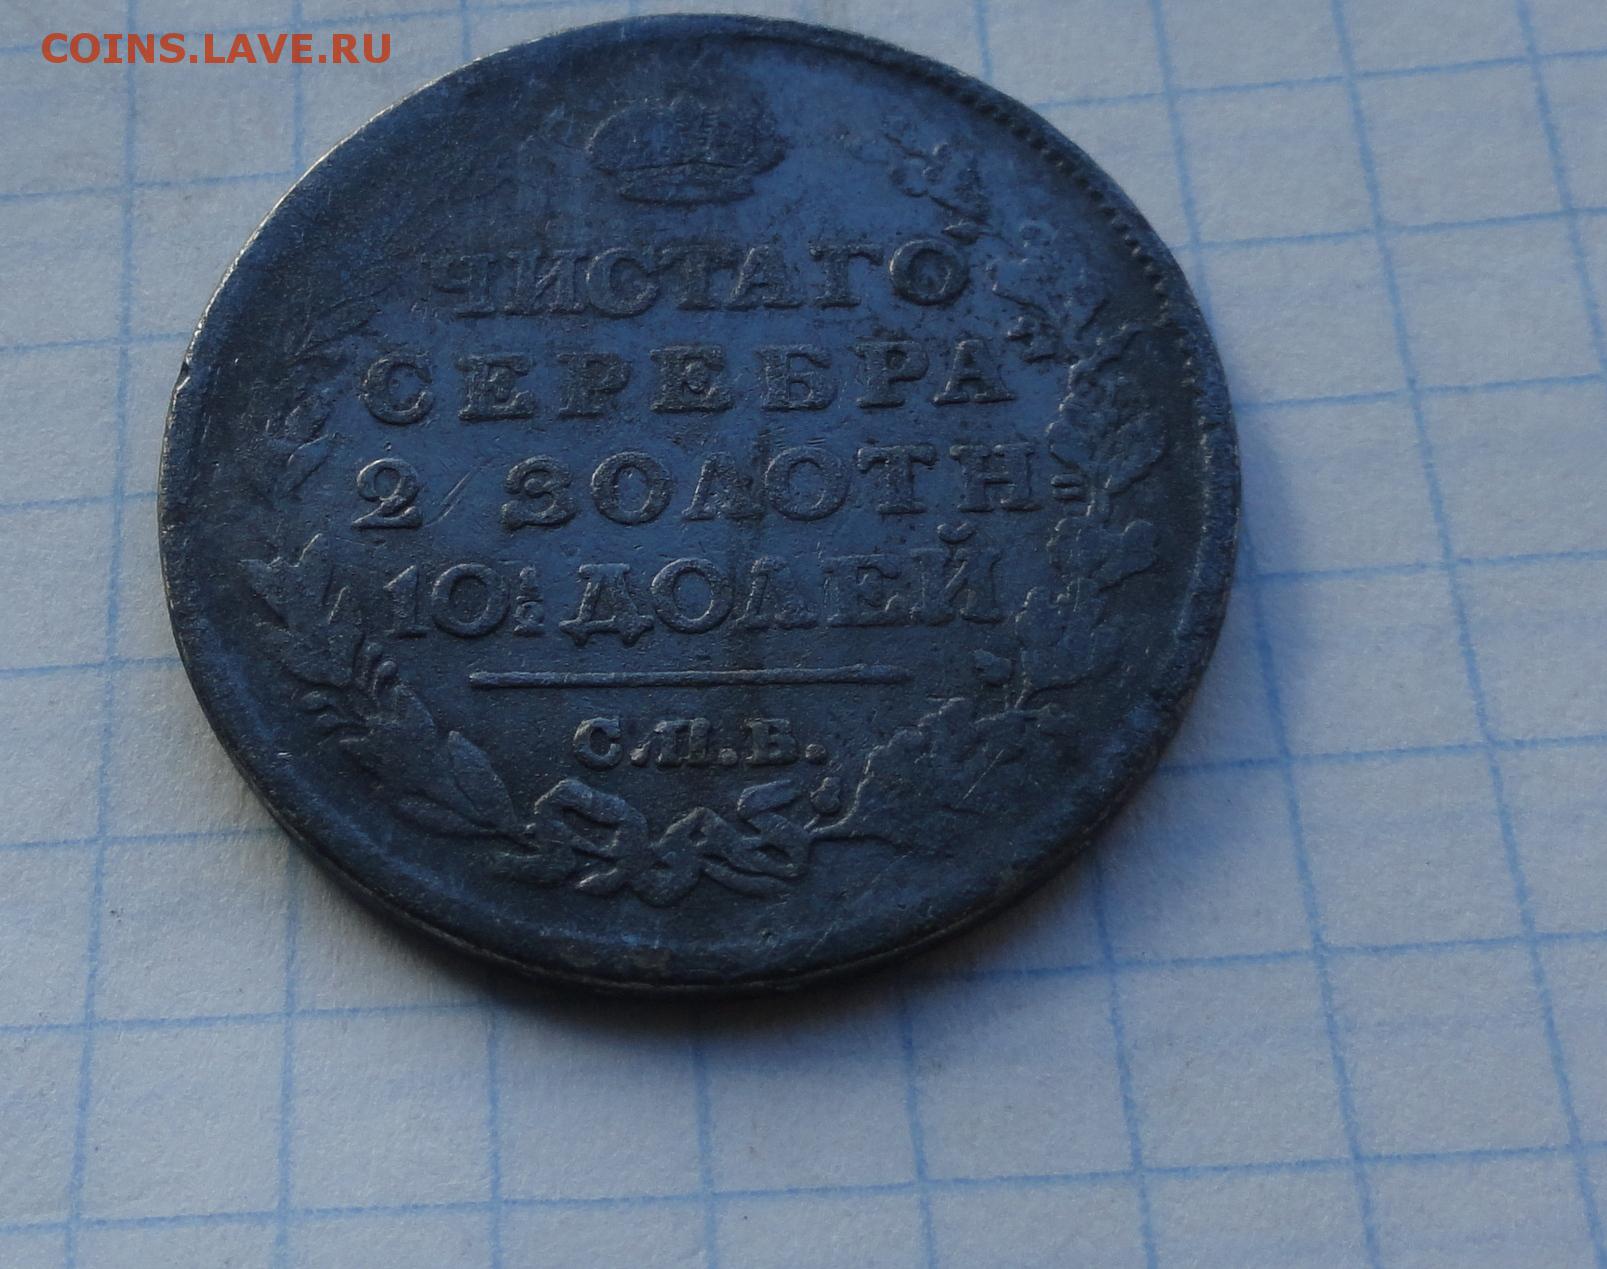 COINS.LAVE.RU
ЧИСТАГО
СЕРЕБРА
2 ЗОЛОТН=
10½ ДОЛЕЙ
С.П.Б.